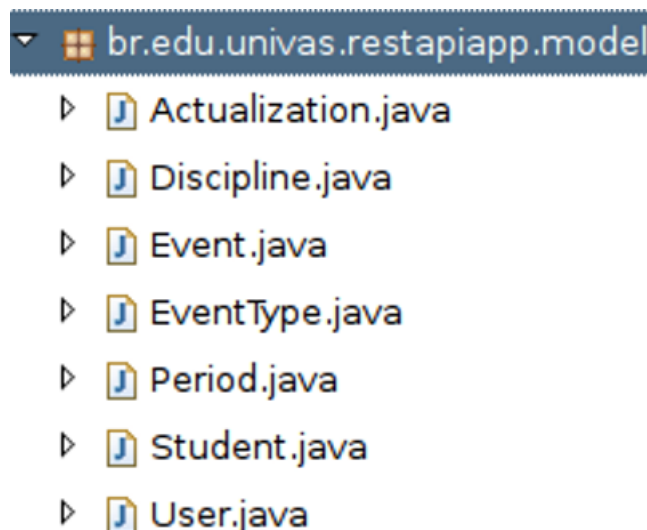 br.edu.univas.restapiapp.model
Actualization.java
Discipline.java
Event.java
EventType.java
Period.java
Student.java
User.java